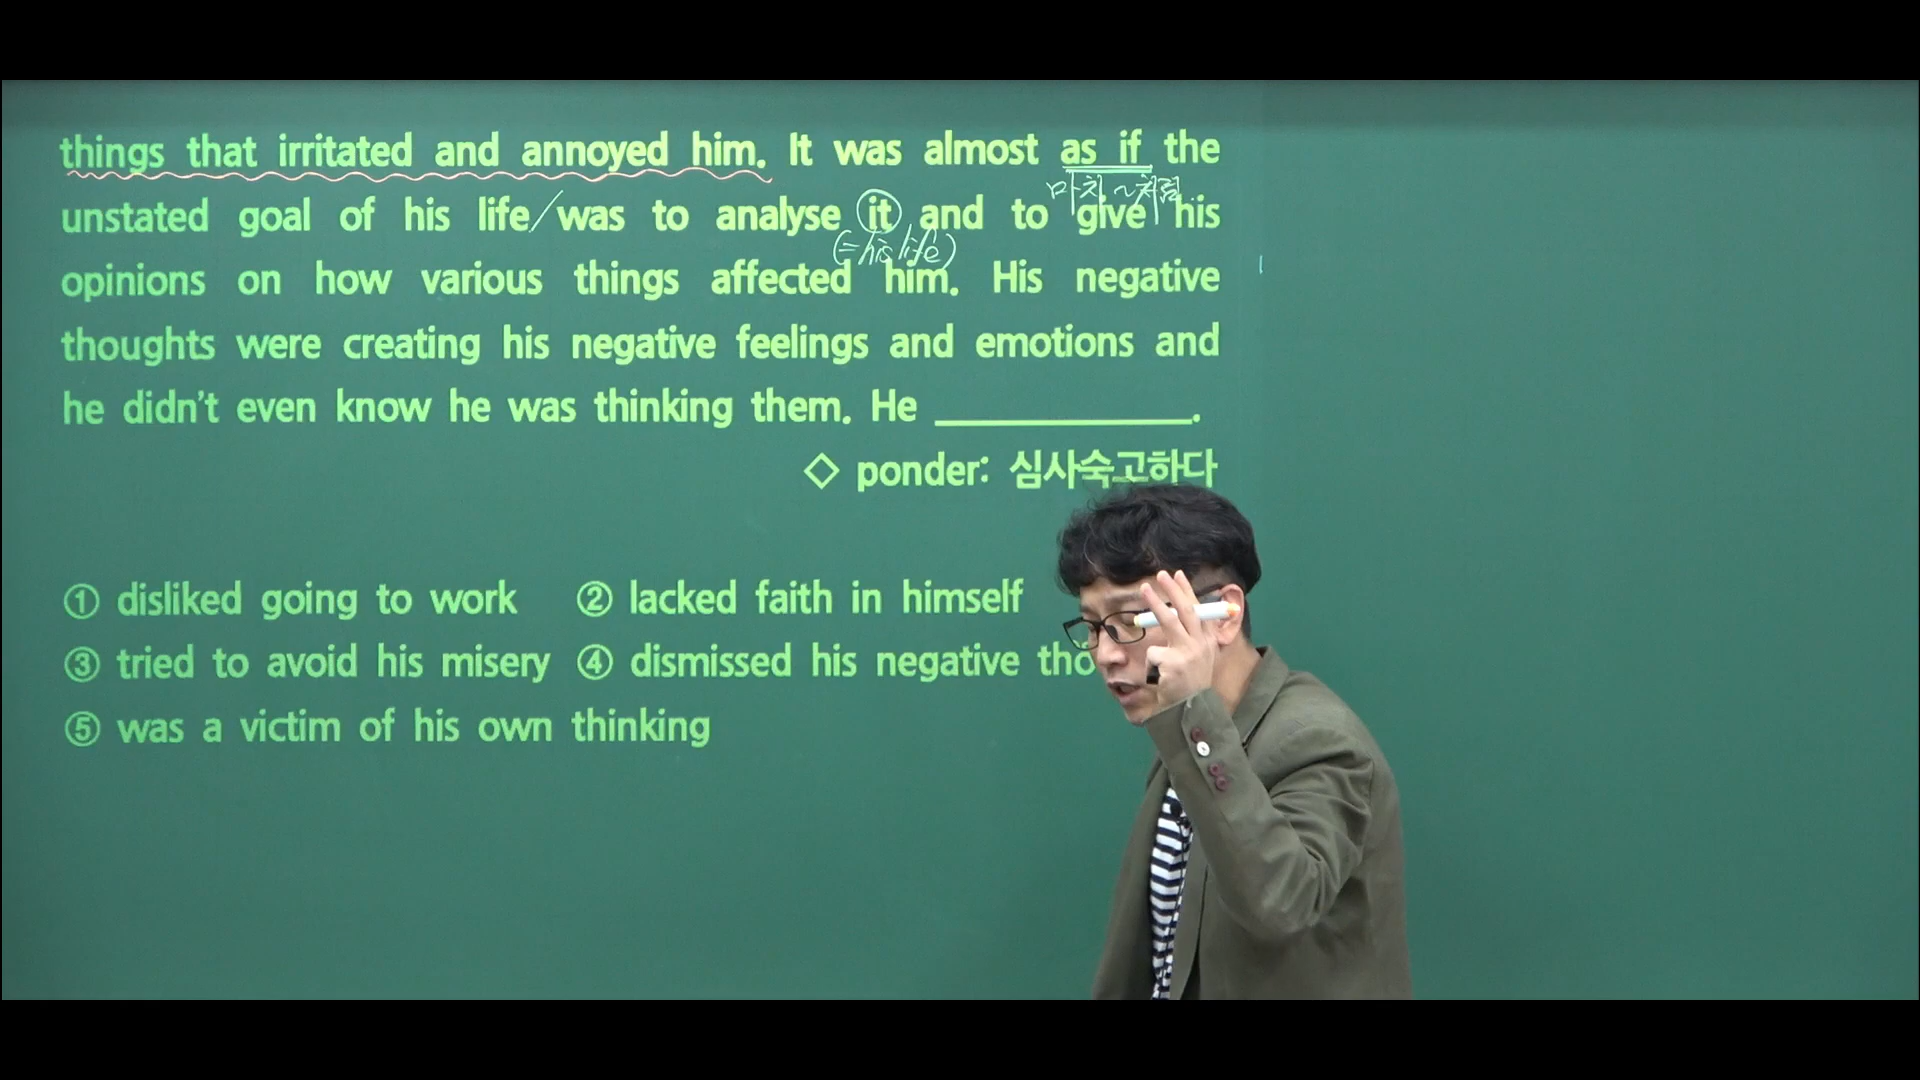 things that irritated and annoyed him. It was almost as if the
마치 ~처럼
unstated goal of his life/was to analyse it and to give his
(=his life)
opinions on how various things affected him. His negative
thoughts were creating his negative feelings and emotions and
he didn't even know he was thinking them. He ____________.
◇ ponder: 심사숙고하다
① disliked going to work ② lacked faith in himself
③ tried to avoid his misery ④ dismissed his negative
⑤ was a victim of his own thinking